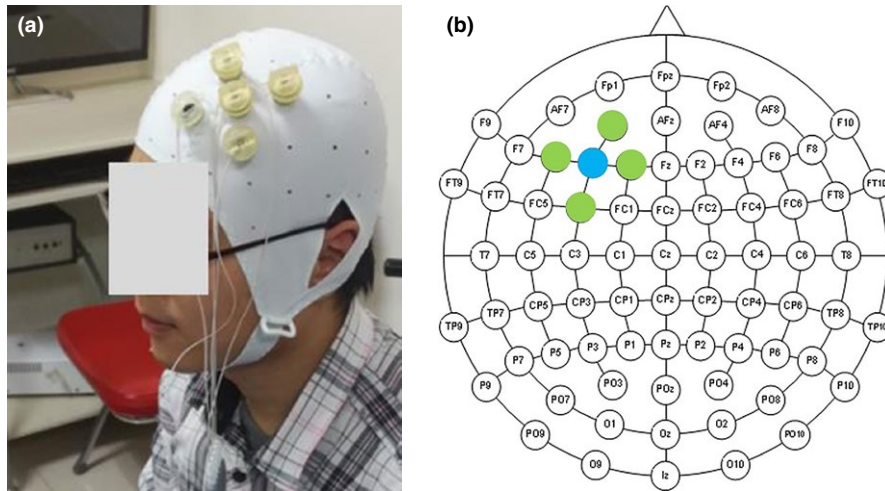 (a)
(b)
Fp1 Fpz Fp2
AF7 AF8
F9 AFz AF4 F10
F7 Fz F2 F4 F6 F8
FT9 FT10
FT7 FC5 FC1 FCz FC2 FC4 FC6 FT8
T7 C5 C3 C1 Cz C2 C4 C6 T8
TP9 TP7 CP5 CP3 CP1 CPz CP2 CP4 CP6 TP8 TP10
P7 P5 P3 P1 Pz P2 P4 P6 P8
P9 PO3 POz PO4 P10
PO7 PO8
O1 Oz O2
PO9 PO10
O9 Iz O10